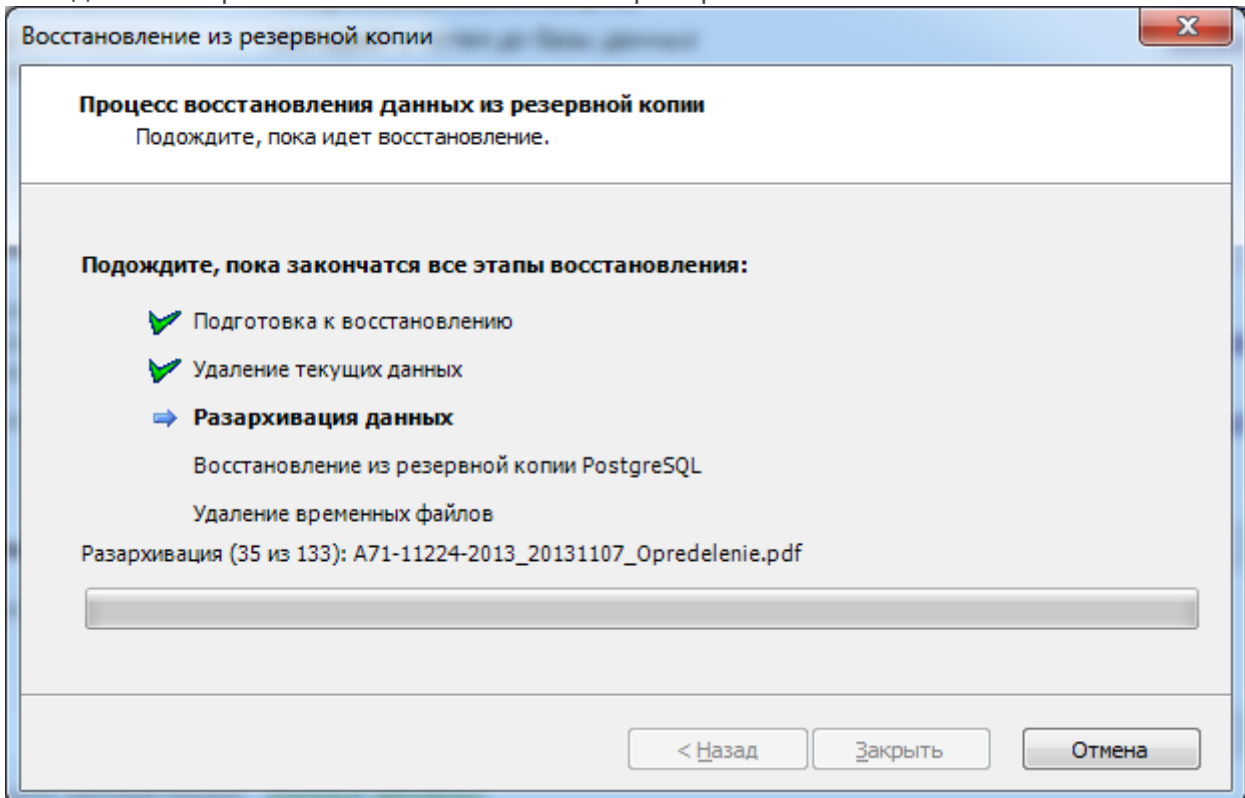 Восстановление из резервной копии
Процесс восстановления данных из резервной копии
Подождите, пока идет восстановление.
Подождите, пока закончатся все этапы восстановления:
Подготовка к восстановлению
Удаление текущих данных
Разархивация данных
Восстановление из резервной копии PostgreSQL
Удаление временных файлов
Разархивация (35 из 133): A71-11224-2013_20131107_Opredelenie.pdf
< Назад Закрыть Отмена